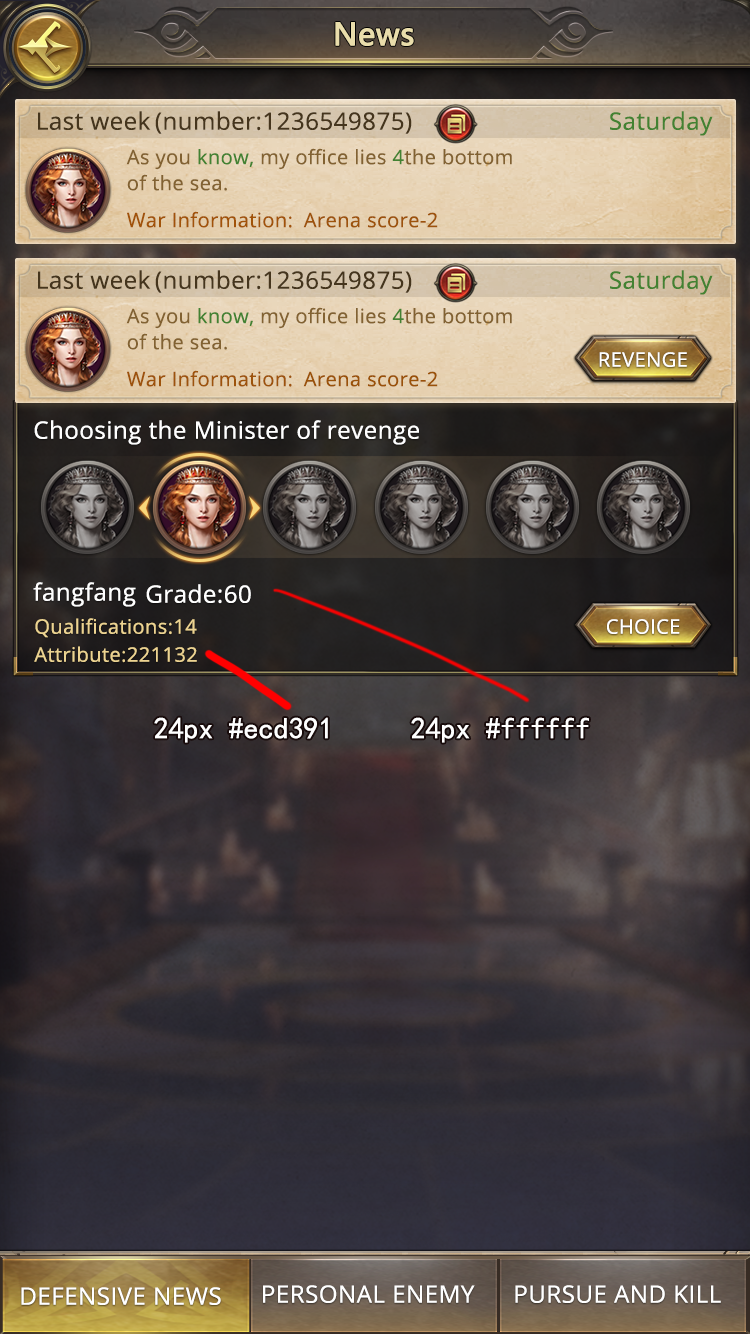 News
Last week (number:1236549875)
Saturday
As you know, my office lies 4the bottom
of the sea.
War Information: Arena score-2
Last week (number:1236549875)
Saturday
As you know, my office lies 4the bottom
of the sea.
War Information: Arena score-2
REVENGE
Choosing the Minister of revenge
fangfang Grade:60
Qualifications:14
Attribute:221132
CHOICE
24px #ecd391
24px #ffffff
DEFENSIVE NEWS
PERSONAL ENEMY
PURSUE AND KILL